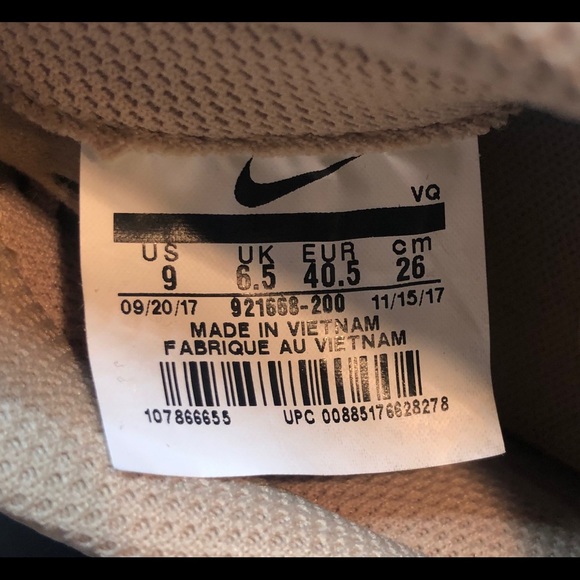 VQ
US UK EUR cm
9 6.5 40.5 26
09/20/17 921668-200 11/15/17
MADE IN VIETNAM
FABRIQUE AU VIETNAM
107866655 UPC 00885176628278